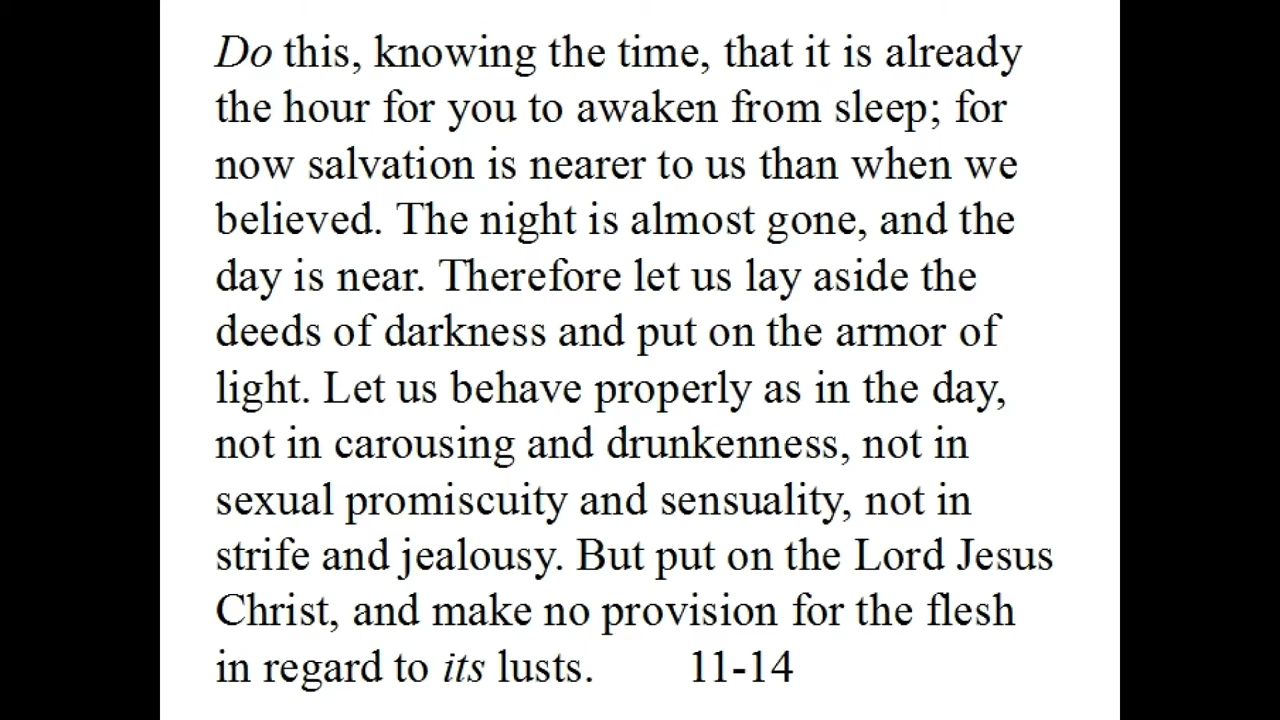 Do this, knowing the time, that it is already
the hour for you to awaken from sleep; for
now salvation is nearer to us than when we
believed. The night is almost gone, and the
day is near. Therefore let us lay aside the
deeds of darkness and put on the armor of
light. Let us behave properly as in the day,
not in carousing and drunkenness, not in
sexual promiscuity and sensuality, not in
strife and jealousy. But put on the Lord Jesus
Christ, and make no provision for the flesh
in regard to its lusts. 11-14